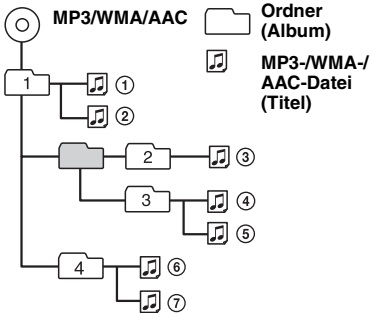 MP3/WMA/AAC
Ordner
(Album)
MP3-/WMA-/
AAC-Datei
(Titel)
1
①
②
2
③
3
④
⑤
4
⑥
⑦